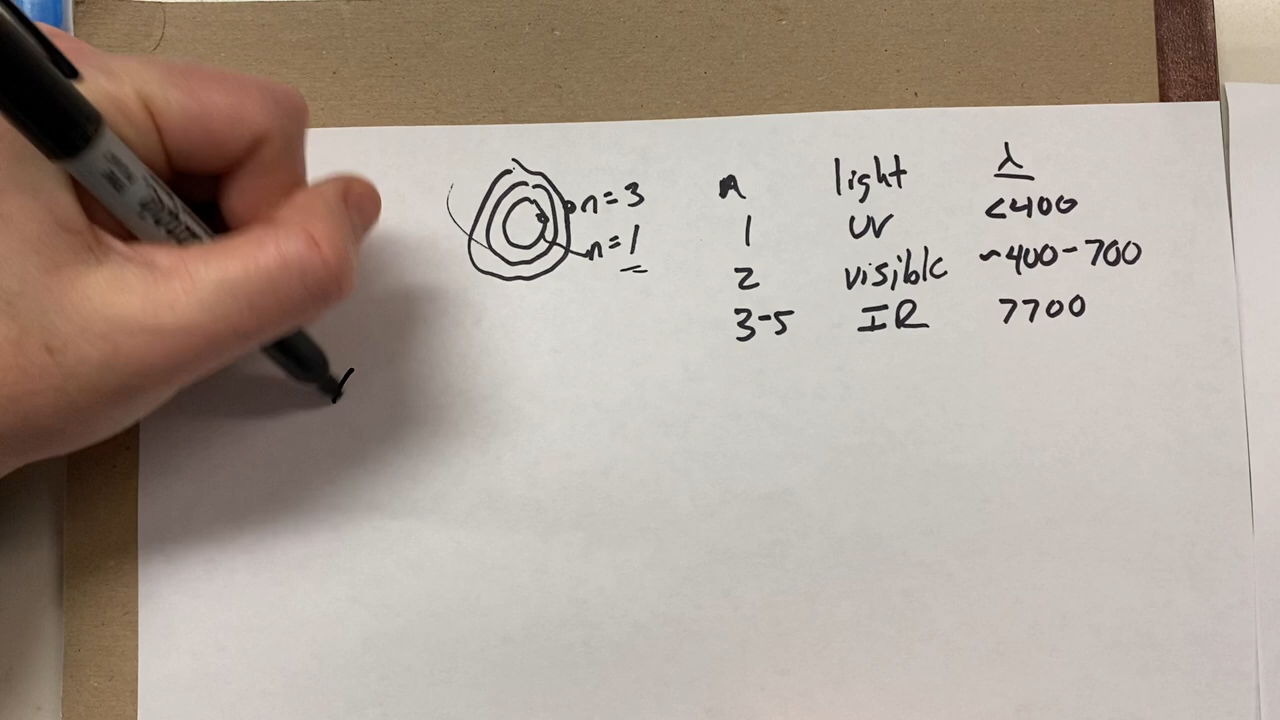 n=3
n=1
n light λ
1 UV <400
2 visible ~400-700
3-5 IR >700